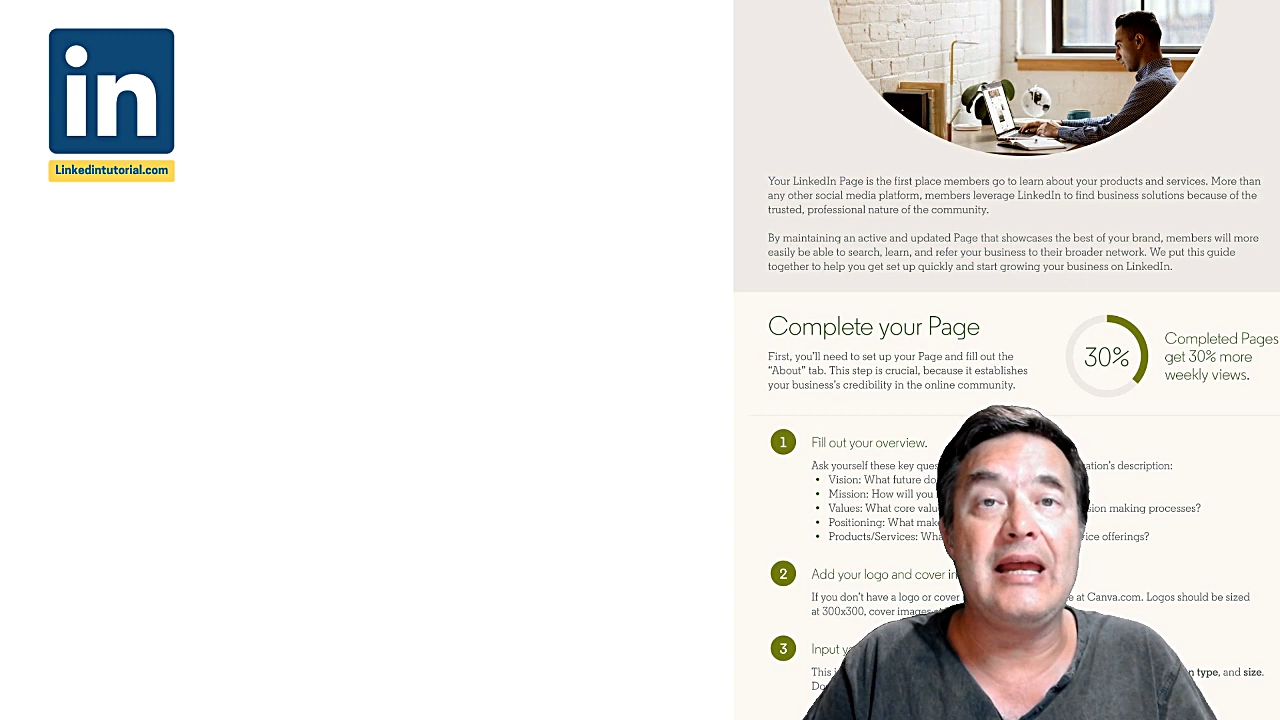 in
Linkedintutorial.com
Your LinkedIn Page is the first place members go to learn about your products and services. More than
any other social media platform, members leverage LinkedIn to find business solutions because of the
trusted, professional nature of the community.
By maintaining an active and updated Page that showcases the best of your brand, members will more
easily be able to search, learn, and refer your business to their broader network. We put this guide
together to help you get set up quickly and start growing your business on LinkedIn.
Complete your Page
First, you'll need to set up your Page and fill out the
"About" tab. This step is crucial, because it establishes
your business's credibility in the online community.
30%
Completed Pages
get 30% more
weekly views.
1 Fill out your overview.
Ask yourself these key description:
• Vision: What future
• Mission: How will you
• Values: What core making processes?
• Positioning: What
• Products/Services: offerings?
2 Add your logo and cover
If you don't have a logo or cover at Canva.com. Logos should be sized
at 300x300, cover images
3 Input
This type, and size.